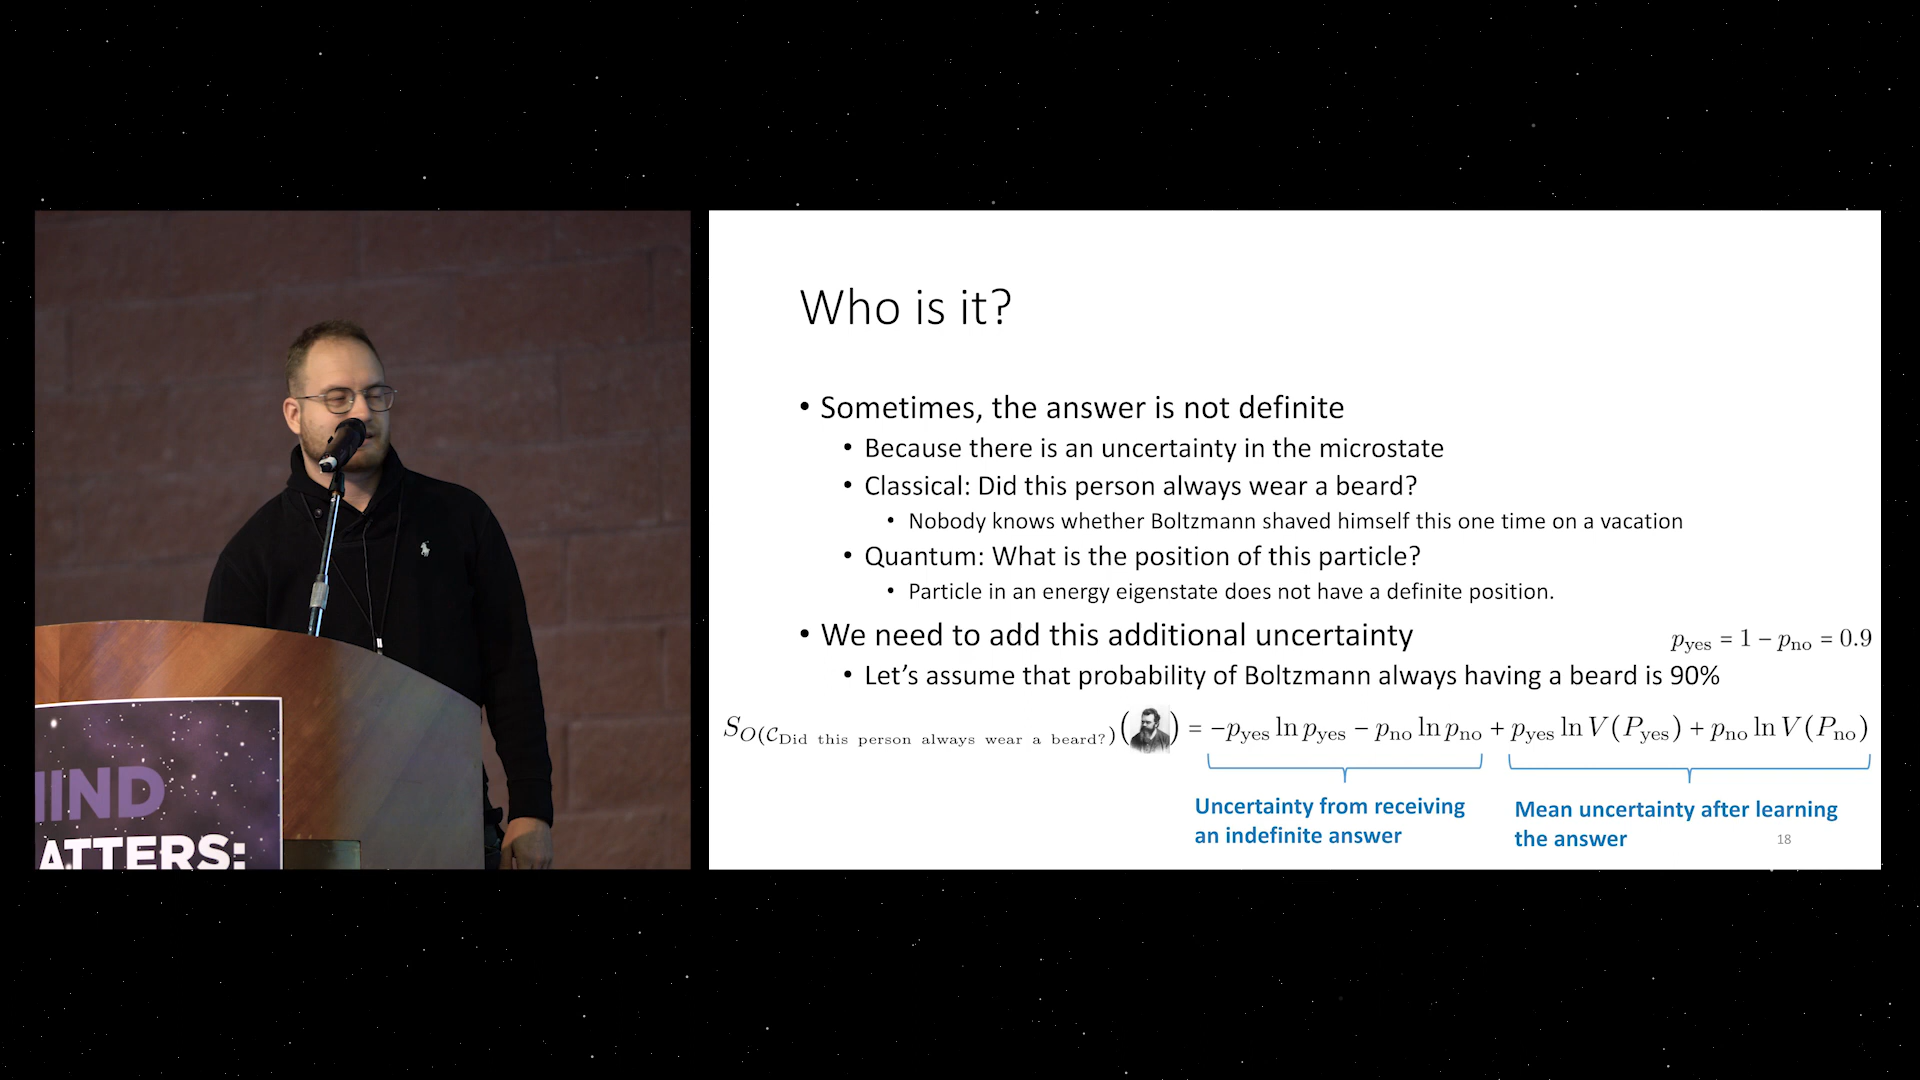 Who is it?
• Sometimes, the answer is not definite
• Because there is an uncertainty in the microstate
• Classical: Did this person always wear a beard?
• Nobody knows whether Boltzmann shaved himself this one time on a vacation
• Quantum: What is the position of this particle?
• Particle in an energy eigenstate does not have a definite position.
• We need to add this additional uncertainty
p_yes = 1 − p_no = 0.9
• Let’s assume that probability of Boltzmann always having a beard is 90%
S_O(C_Did this person always wear a beard?)( ) = −p_yes ln p_yes − p_no ln p_no + p_yes ln V(P_yes) + p_no ln V(P_no)
Uncertainty from receiving
an indefinite answer
Mean uncertainty after learning
the answer
18
IND
ATTERS: